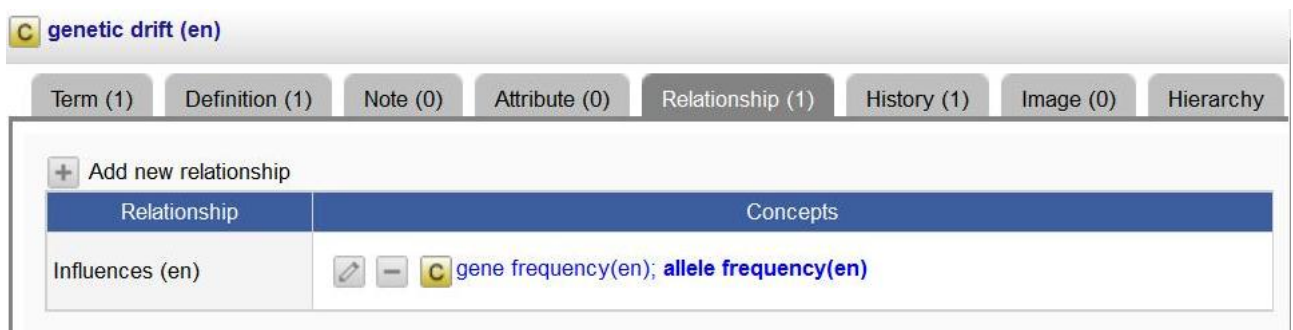 C genetic drift (en)
Term (1) Definition (1) Note (0) Attribute (0) Relationship (1) History (1) Image (0) Hierarchy
+ Add new relationship
Relationship Concepts
Influences (en) C gene frequency(en); allele frequency(en)